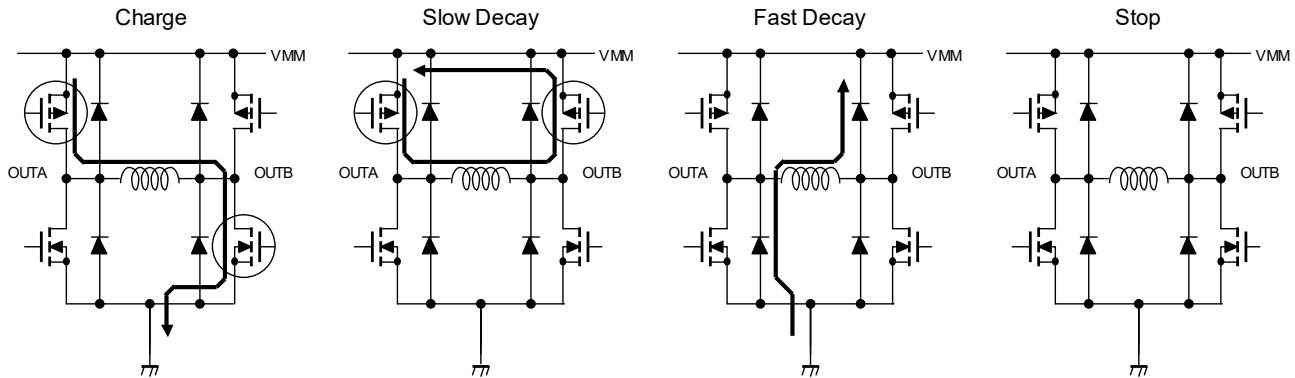 Charge
Slow Decay
Fast Decay
Stop
VMM
VMM
VMM
VMM
OUTA
OUTB
OUTA
OUTB
OUTA
OUTB
OUTA
OUTB